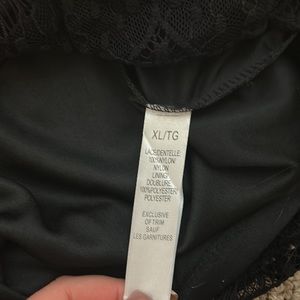 XL/TG
LACE/DENTELLE
100%NYLON/
NYLON
LINING/
DOUBLURE
100%POLYESTER/
POLYESTER
EXCLUSIVE
OF TRIM
SAUF
LES GARNITURES